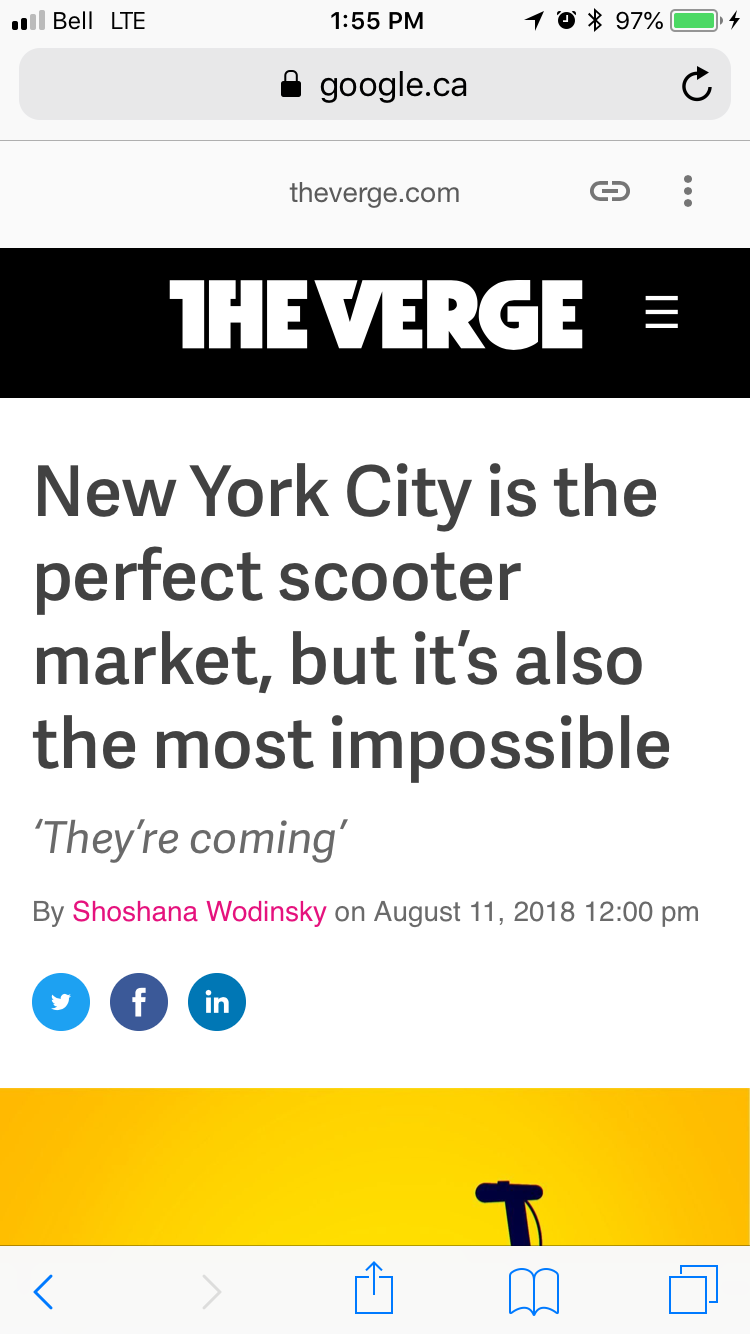 Bell LTE 1:55 PM 97%
google.ca
theverge.com
THE VERGE
New York City is the
perfect scooter
market, but it’s also
the most impossible
‘They’re coming’
By Shoshana Wodinsky on August 11, 2018 12:00 pm
f in